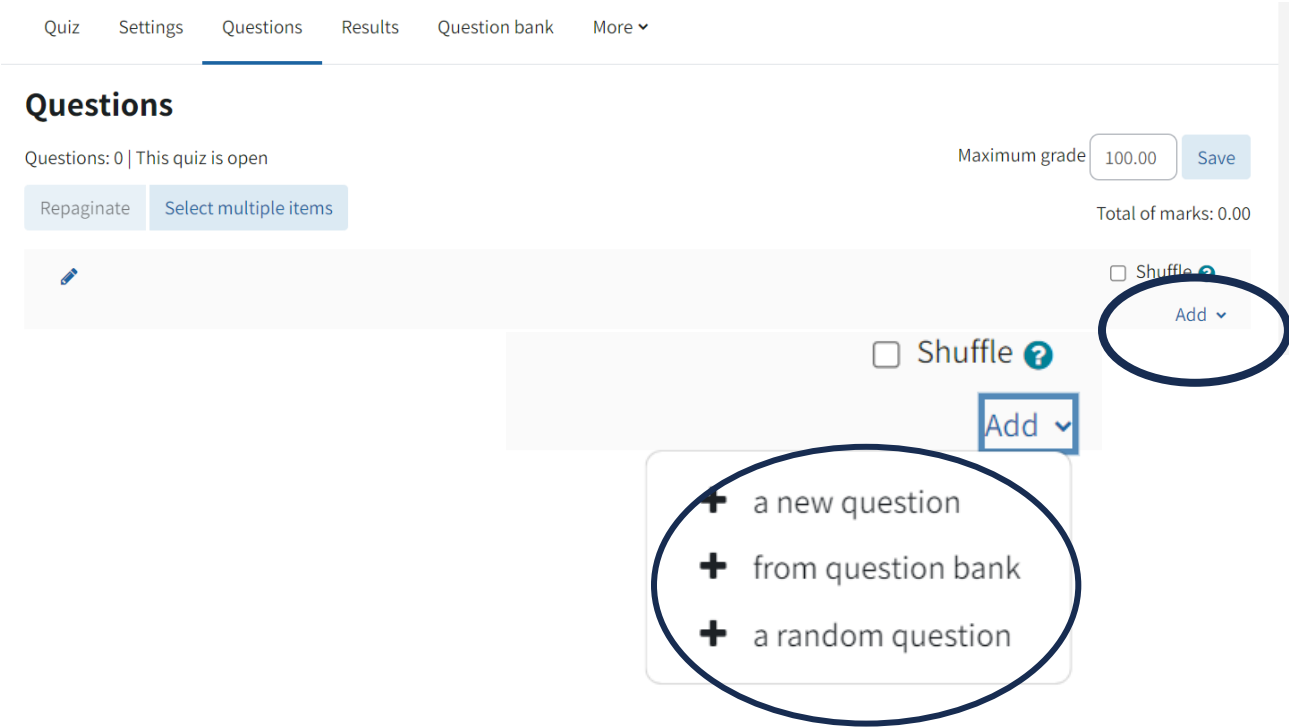 Quiz Settings Questions Results Question bank More
Questions
Questions: 0 | This quiz is open
Maximum grade 100.00 Save
Repaginate Select multiple items
Total of marks: 0.00
Shuffle ?
Add
Shuffle ?
Add
a new question
from question bank
a random question